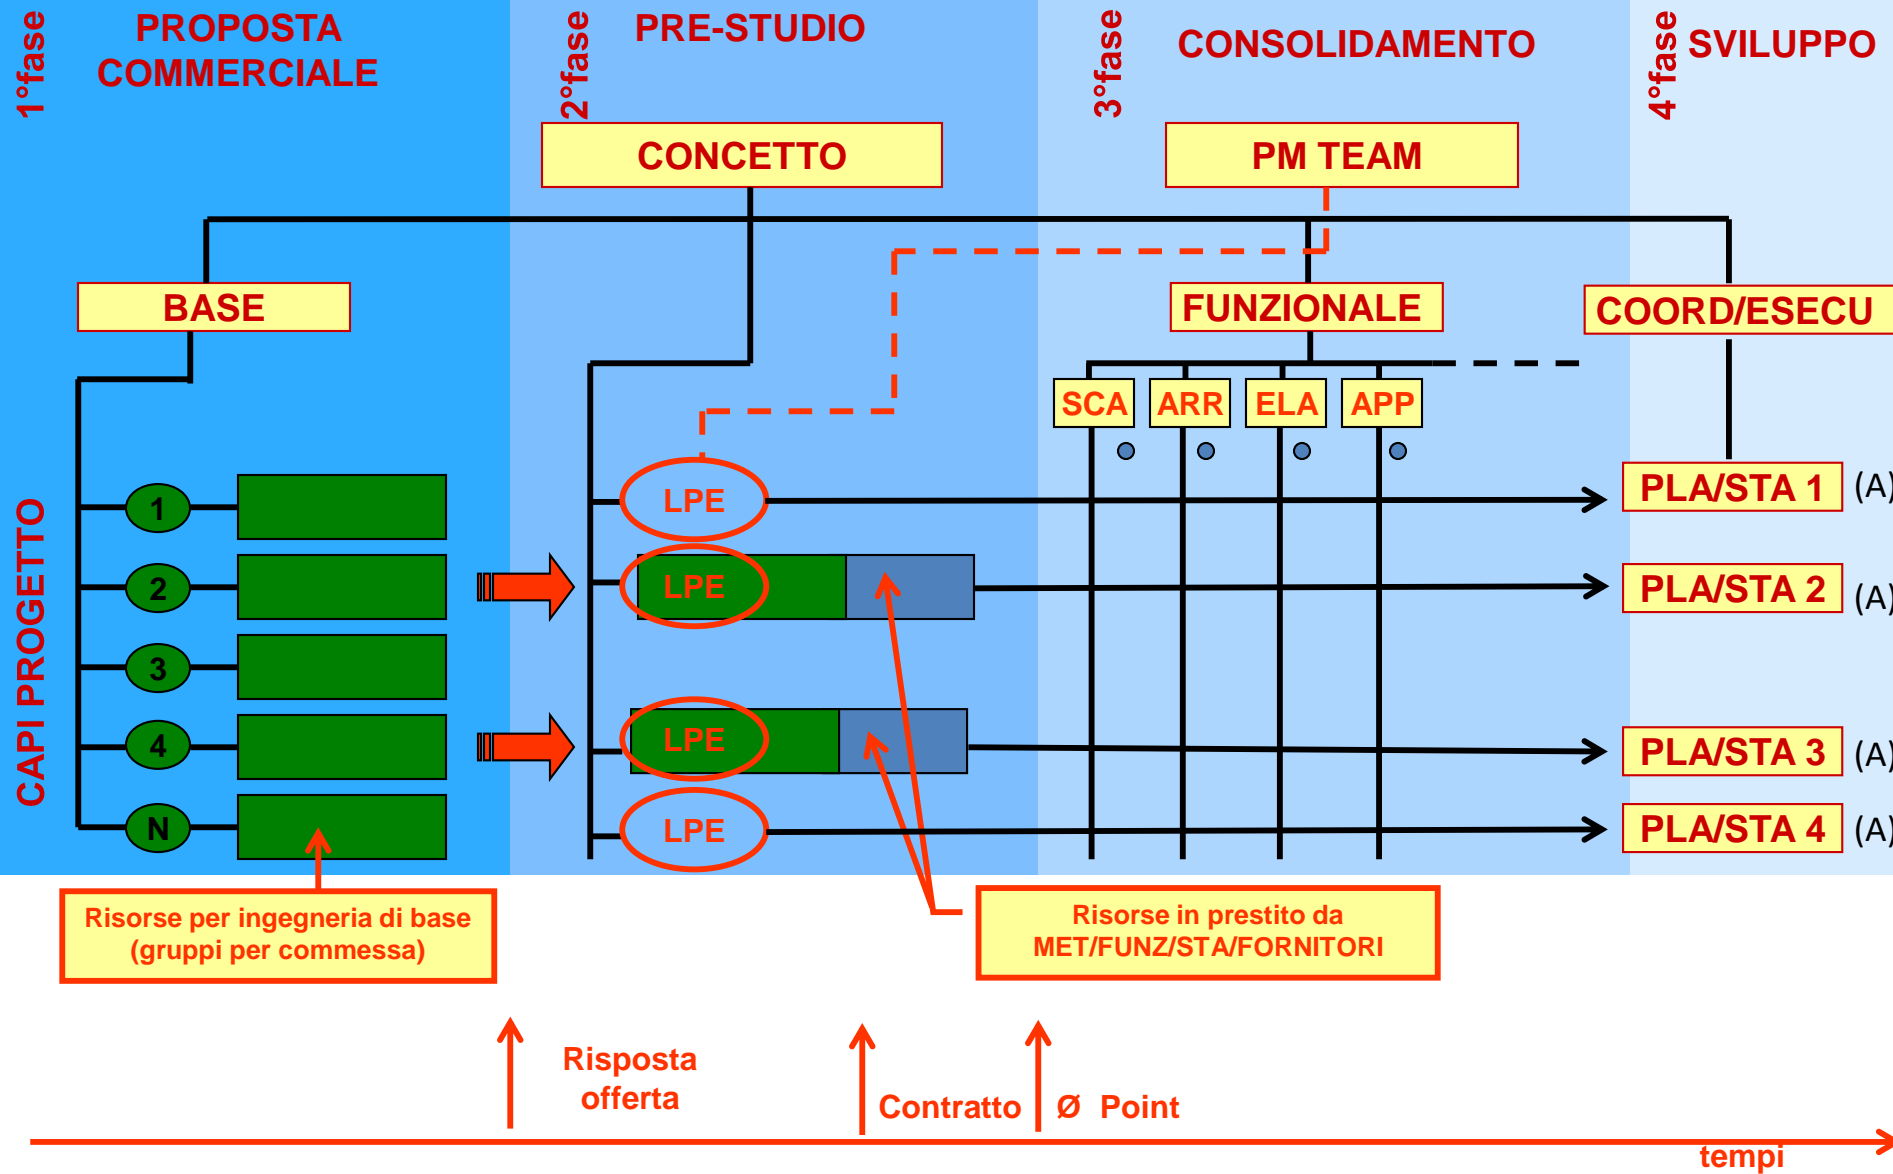 1°fase
PROPOSTA
COMMERCIALE
2°fase
PRE-STUDIO
3°fase
CONSOLIDAMENTO
4°fase
SVILUPPO
CONCETTO
PM TEAM
BASE
FUNZIONALE
COORD/ESECU
SCA
ARR
ELA
APP
CAPI PROGETTO
1
2
3
4
N
LPE
LPE
LPE
LPE
PLA/STA 1 (A)
PLA/STA 2 (A)
PLA/STA 3 (A)
PLA/STA 4 (A)
Risorse per ingegneria di base
(gruppi per commessa)
Risorse in prestito da
MET/FUNZ/STA/FORNITORI
Risposta
offerta
Contratto
Ø Point
tempi